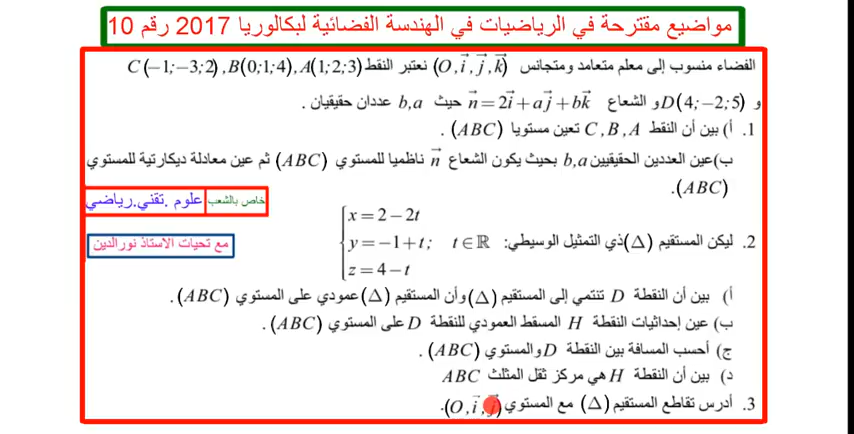 مواضيع مقترحة في الرياضيات في الهندسة الفضائية لبكالوريا 2017 رقم 10
الفضاء منسوب إلى معلم متعامد ومتجانس (O, i, j, k) نعتبر النقط A(1;2;3), B(0;1;4), C(−1;−3;2)
و D(4;−2;5) و الشعاع n = 2i + aj + bk حيث b,a عددان حقيقيان .
1. أ) بين أن النقط C, B, A تعين مستويا (ABC) .
ب)عين العددين الحقيقيين b,a بحيث يكون الشعاع n ناظميا للمستوي (ABC) ثم عين معادلة ديكارتية للمستوي
(ABC).
خاص بالشعب علوم .تقني.رياضي
مع تحيات الاستاذ نورالدين
2. ليكن المستقيم (Δ)ذي التمثيل الوسيطي: { x = 2 − 2t
y = −1 + t; t ∈ ℝ
z = 4 − t
أ) بين أن النقطة D تنتمي إلى المستقيم (Δ)وأن المستقيم (Δ)عمودي على المستوي (ABC).
ب) عين إحداثيات النقطة H المسقط العمودي للنقطة D على المستوي (ABC) .
ج) أحسب المسافة بين النقطة D والمستوي (ABC) .
د) بين أن النقطة H هي مركز ثقل المثلث ABC
3. أدرس تقاطع المستقيم (Δ) مع المستوي (O, i, j).